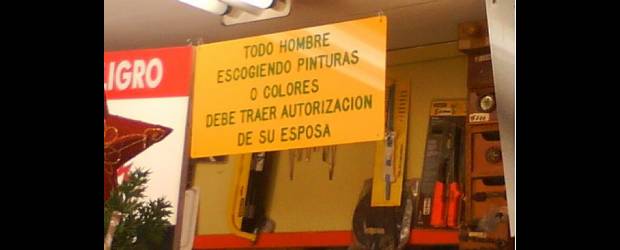 TODO HOMBRE
ESCOGIENDO PINTURAS
O COLORES
DEBE TRAER AUTORIZACION
DE SU ESPOSA
LIGRO